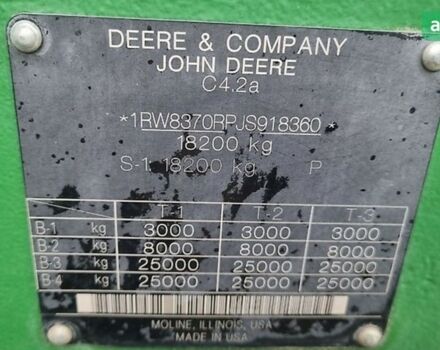 a
DEERE & COMPANY
JOHN DEERE
C4.2a
*1RW8370RPJS918360*
18200 kg
S-1: 18200 kg P
T-1 T-2 T-3
B-1 kg 3000 3000 3000
B-2 kg 8000 8000 8000
B-3 kg 25000 25000 25000
B-4 kg 25000 25000 25000
MOLINE, ILLINOIS, USA
MADE IN USA